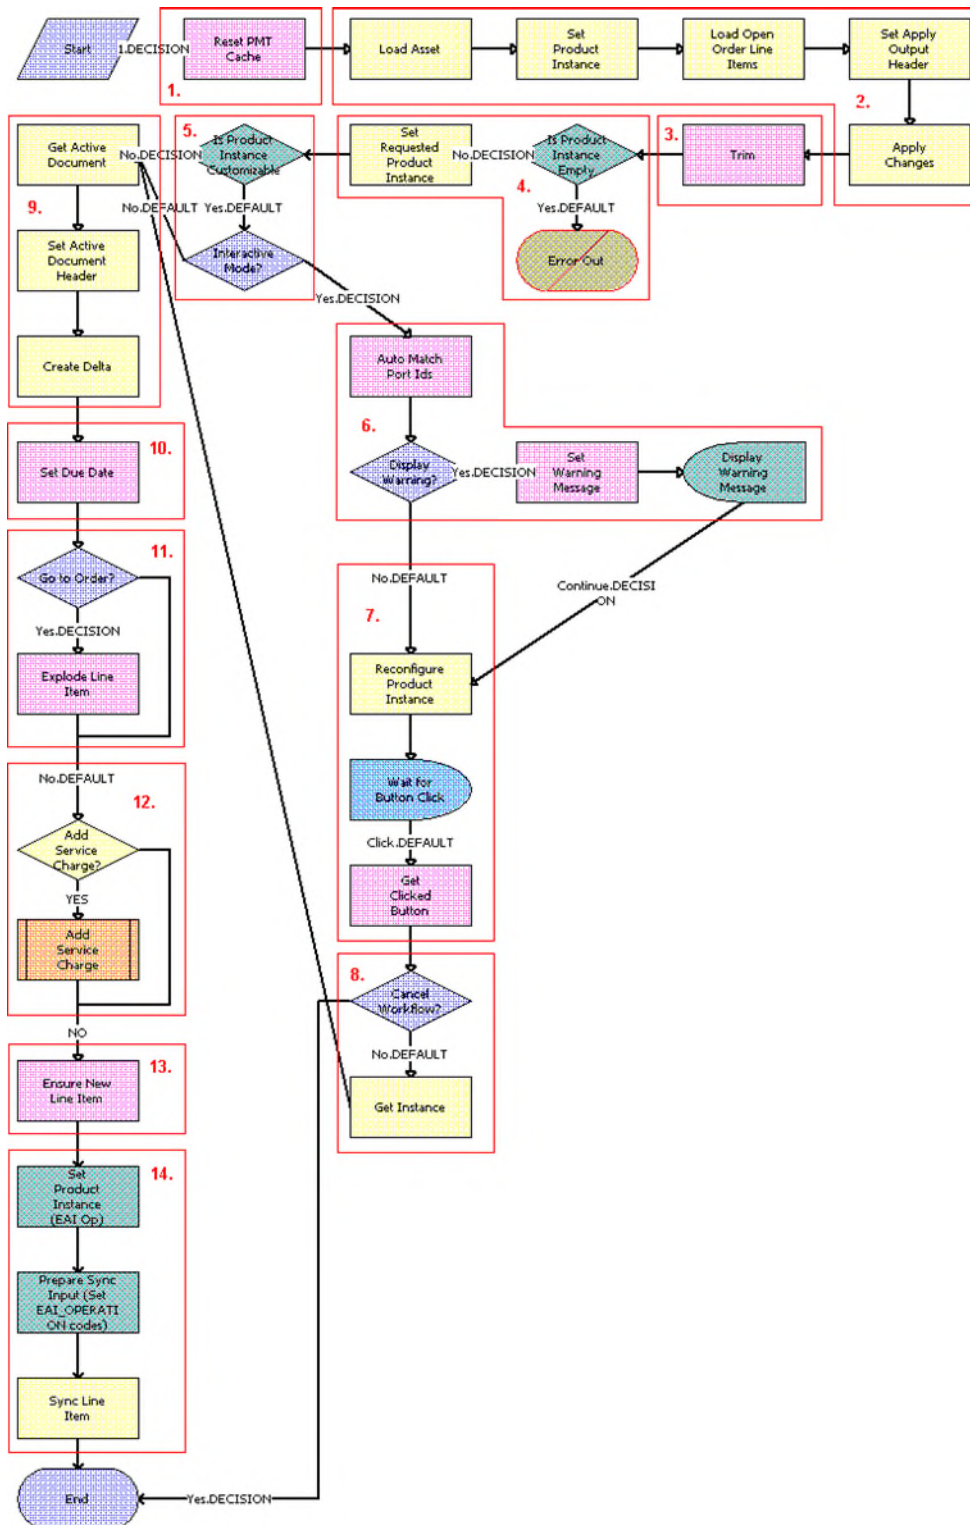 Start
1.DECISION
Reset PMT
Cache
1.
Load Asset
Set
Product
Instance
Load Open
Order Line
Items
Set Apply
Output
Header
2.
Apply
Changes
3.
Trim
Is Product
Instance
Empty
4.
No.DECISION
Yes.DEFAULT
Error Out
Set
Requested
Product
Instance
5.
Is Product
Instance
Customizable
No.DECISION
Yes.DEFAULT
Interactive
Mode?
No.DEFAULT
Yes.DECISION
Get Active
Document
9.
Set Active
Document
Header
Create Delta
Auto Match
Port Ids
6.
Display
Warning?
Yes.DECISION
Set
Warning
Message
Display
Warning
Message
No.DEFAULT
Continue.DECISI
ON
7.
Reconfigure
Product
Instance
Wait for
Button Click
Click.DEFAULT
Get
Clicked
Button
8.
Cancel
Workflow?
No.DEFAULT
Get Instance
10.
Set Due Date
11.
Go to Order?
Yes.DECISION
Explode Line
Item
No.DEFAULT
12.
Add
Service
Charge?
YES
Add
Service
Charge
NO
13.
Ensure New
Line Item
14.
Set
Product
Instance
(EAI Op)
Prepare Sync
Input (Set
EAI_OPERATI
ON codes)
Sync Line
Item
End
Yes.DECISION